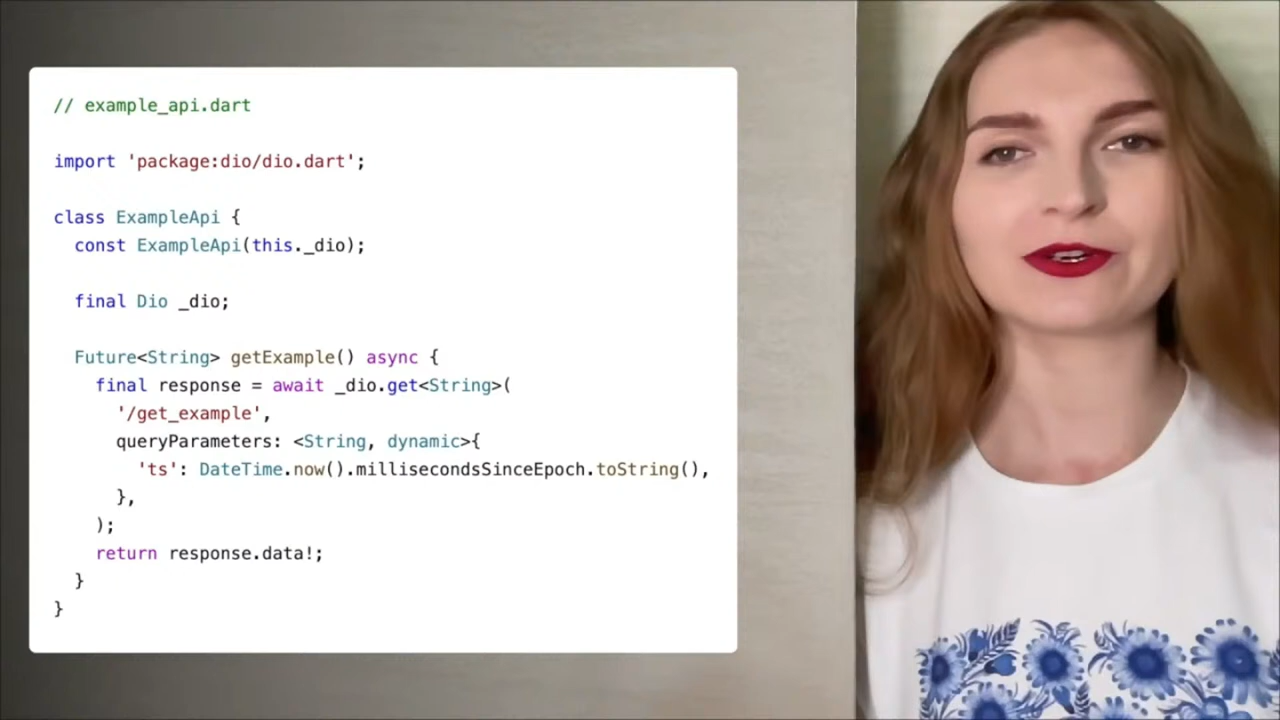 // example_api.dart
import 'package:dio/dio.dart';
class ExampleApi {
const ExampleApi(this._dio);
final Dio _dio;
Future<String> getExample() async {
final response = await _dio.get<String>(
'/get_example',
queryParameters: <String, dynamic>{
'ts': DateTime.now().millisecondsSinceEpoch.toString(),
},
);
return response.data!;
}
}